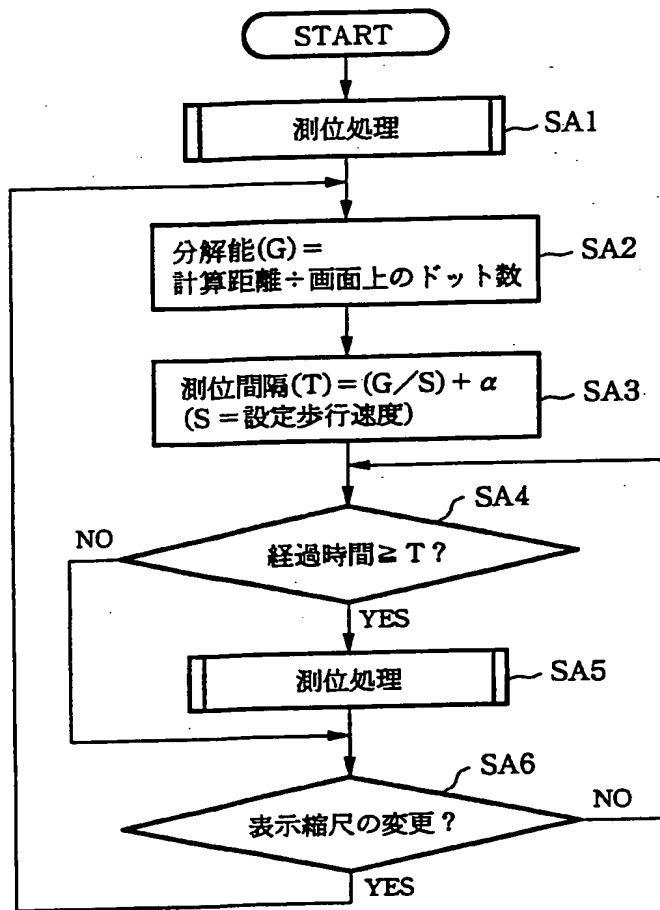 START
測位処理
SA1
分解能(G)=
計算距離÷画面上のドット数
SA2
測位間隔(T)=(G/S)+α
(S=設定歩行速度)
SA3
SA4
NO
経過時間≧T?
YES
測位処理
SA5
SA6
NO
表示縮尺の変更?
YES